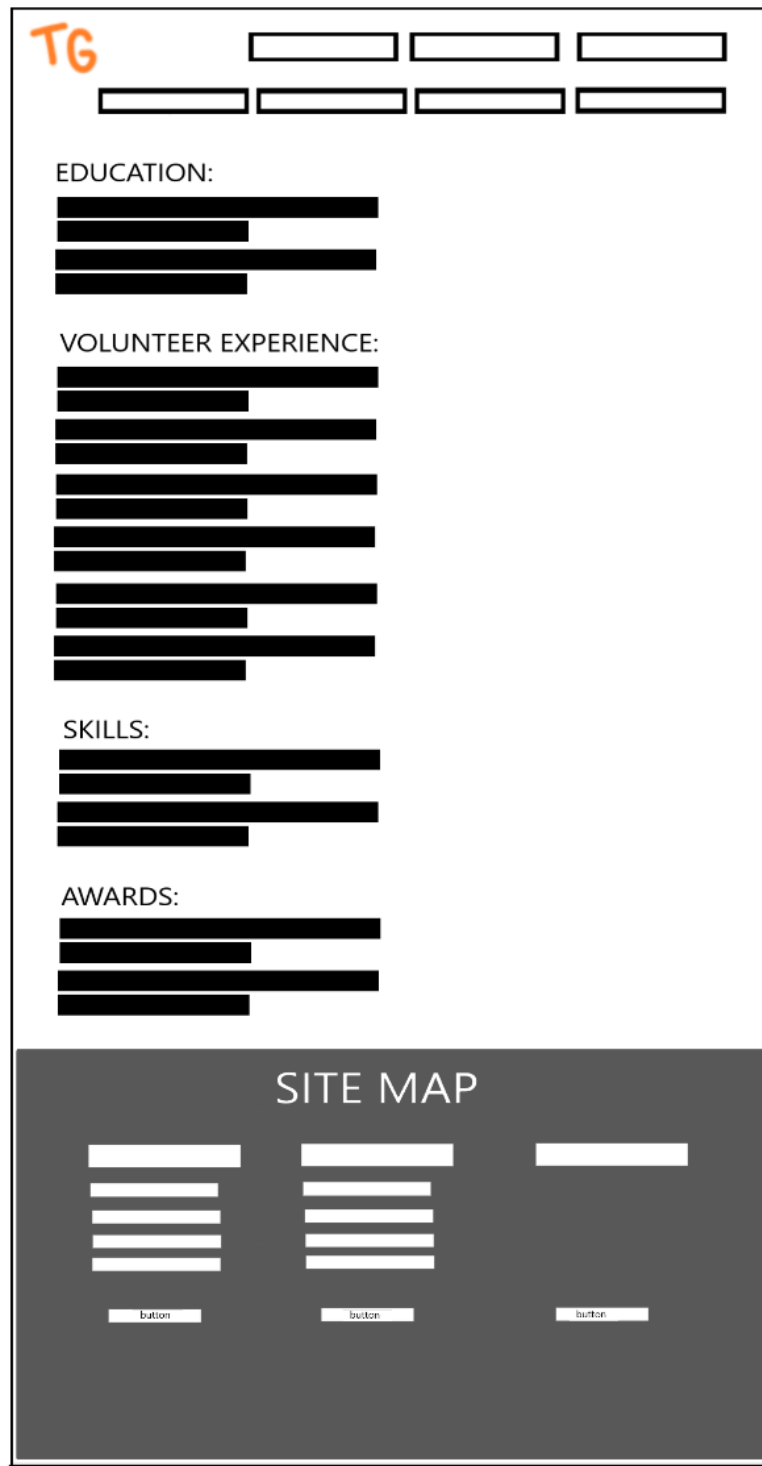 TG
EDUCATION:
VOLUNTEER EXPERIENCE:
SKILLS:
AWARDS:
SITE MAP
button button button